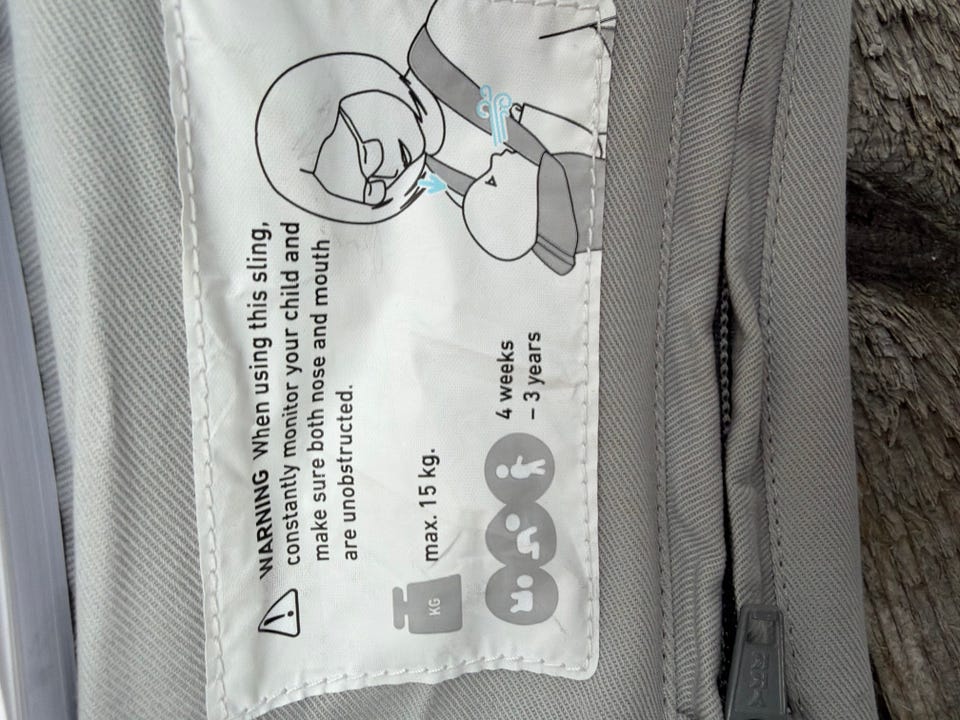 WARNING When using this sling,
constantly monitor your child and
make sure both nose and mouth
are unobstructed.
KG
max. 15 kg.
4 weeks
– 3 years